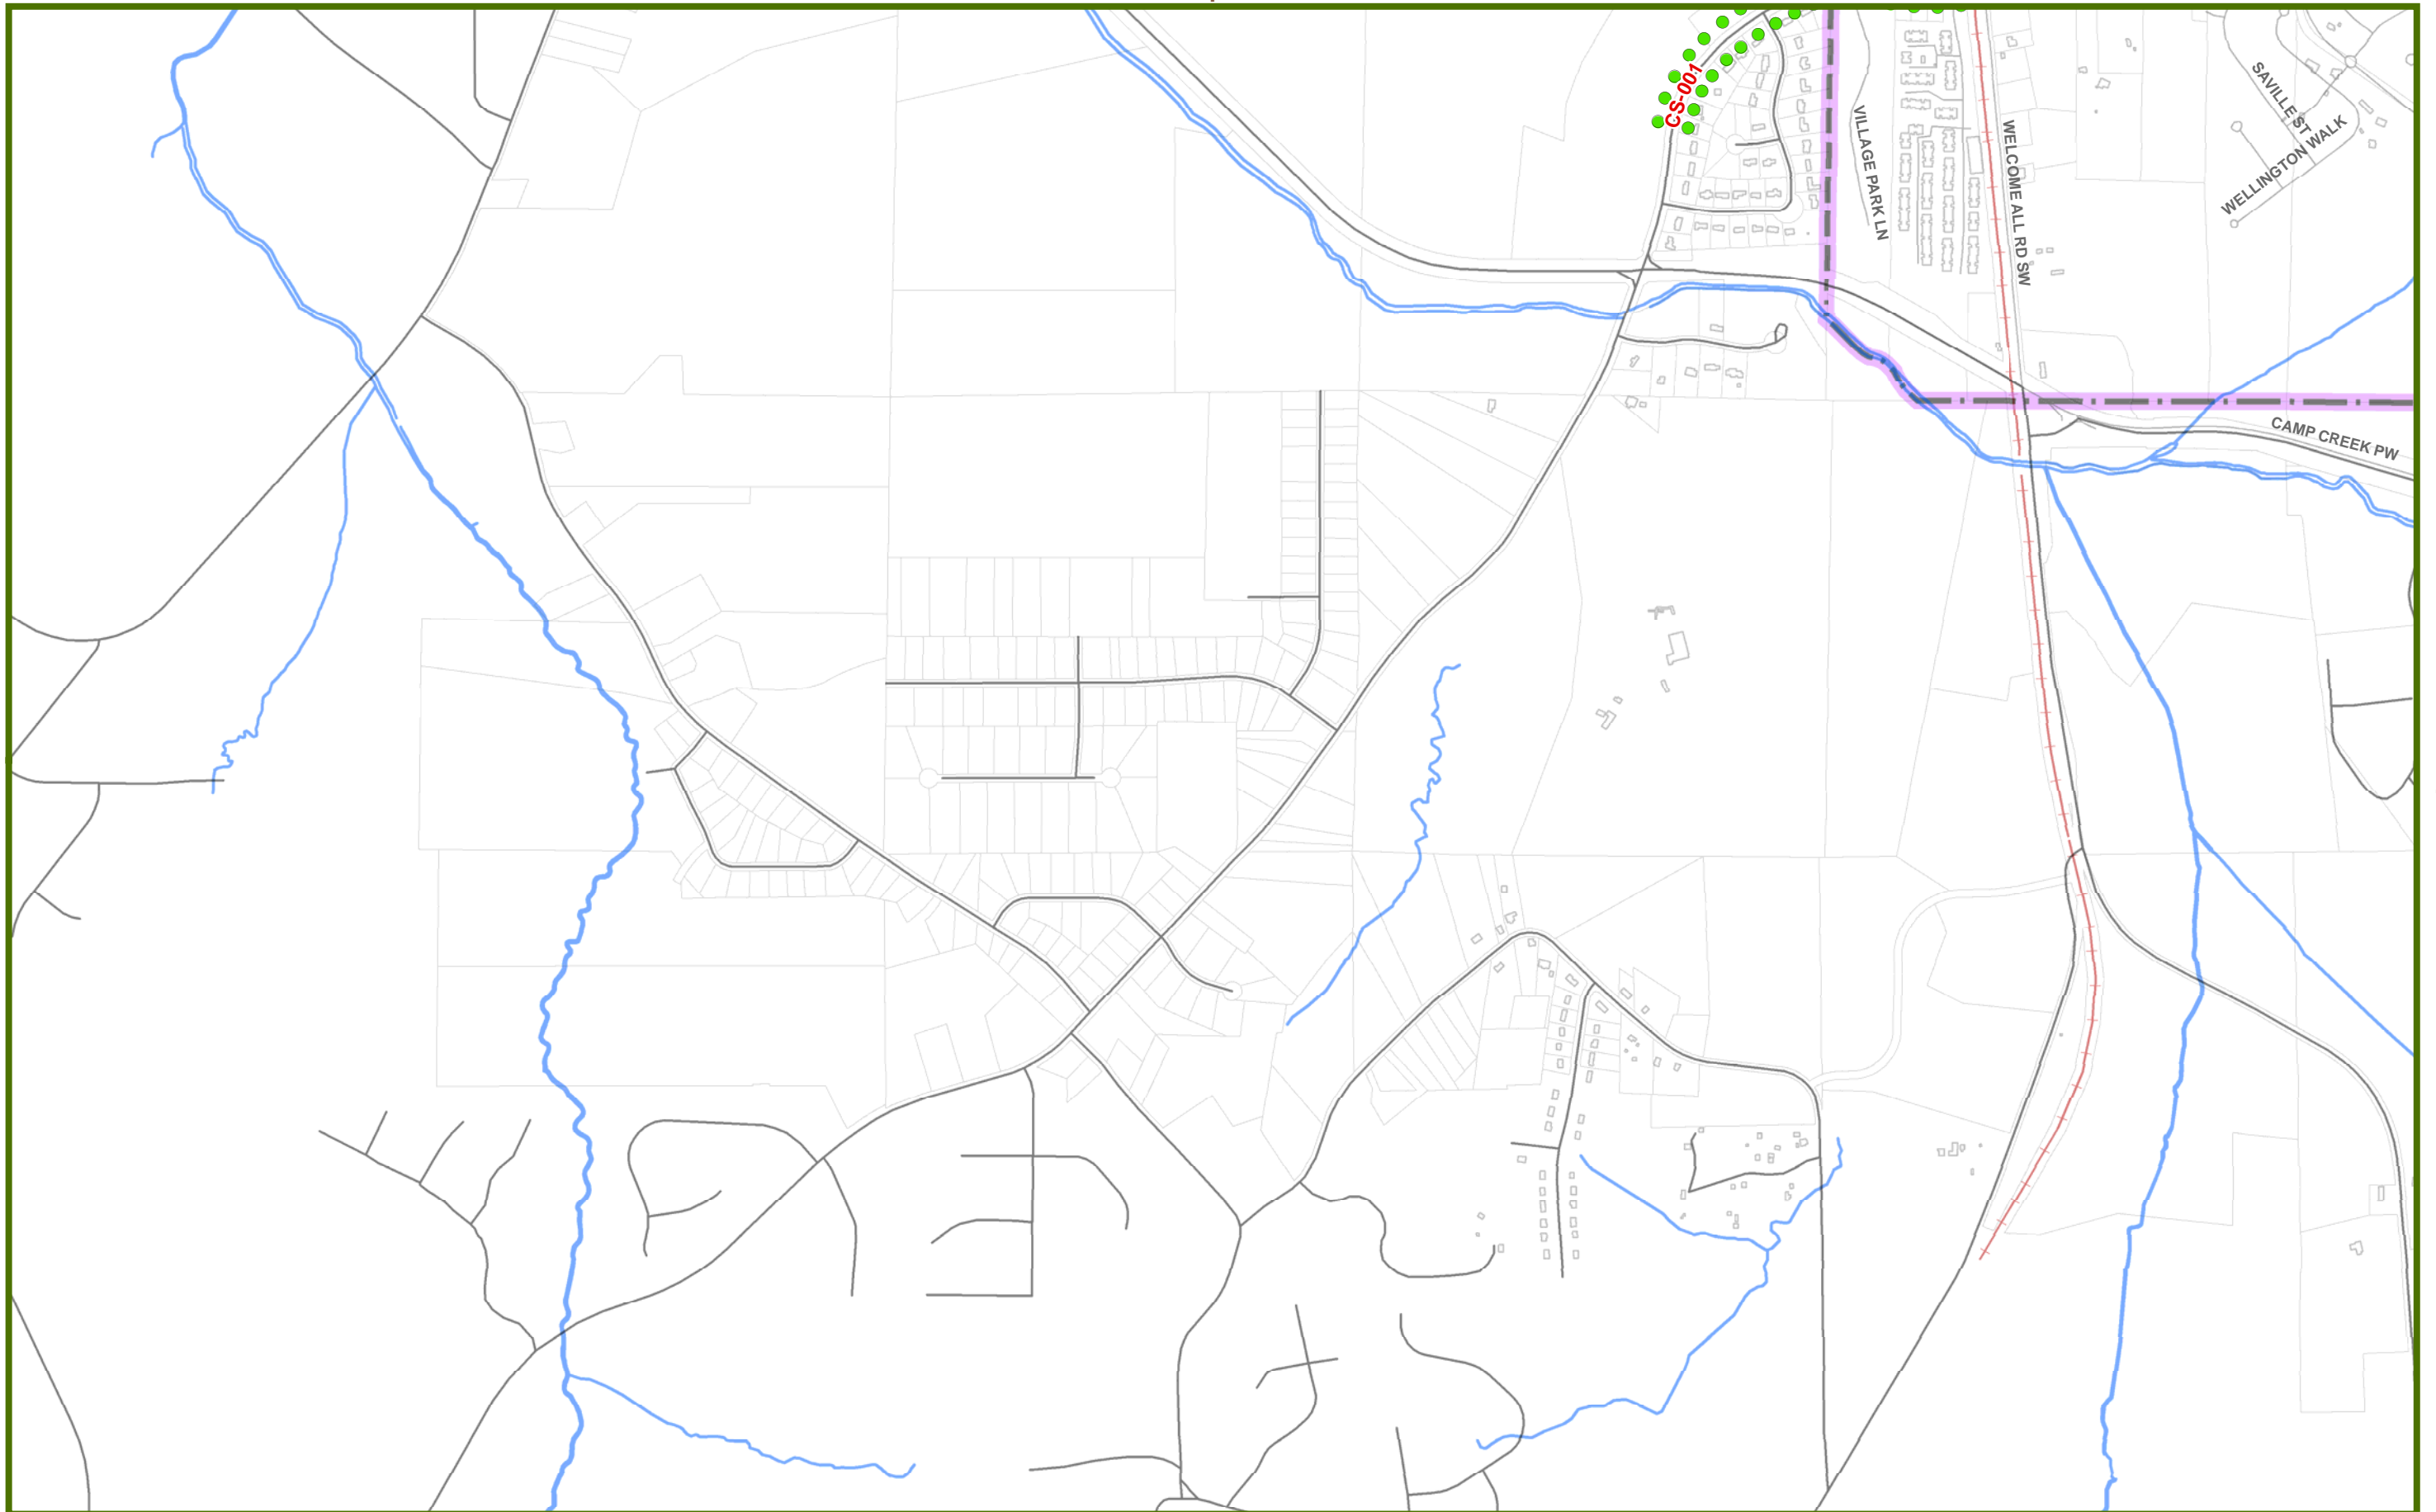 CS-001
VILLAGE PARK LN
WELCOME ALL RD SW
SAVILLE ST
WELLINGTON WALK
CAMP CREEK PW